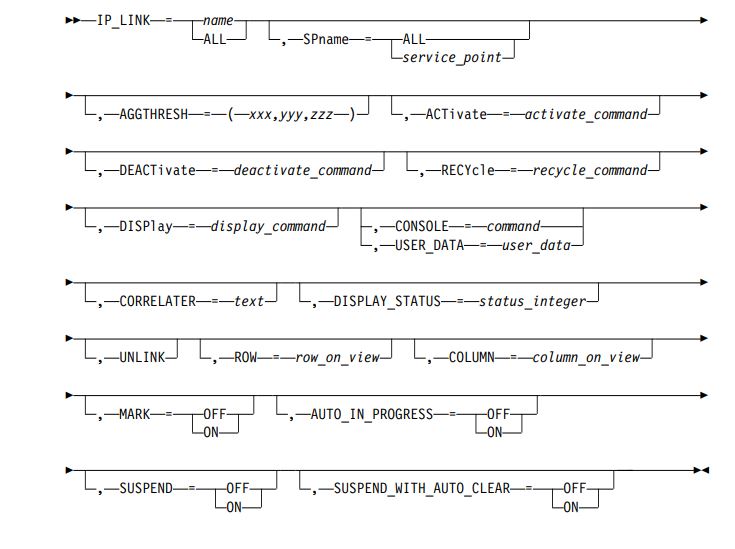 IP_LINK = name
ALL , SPname = ALL
service_point
, AGGTHRESH = ( xxx,yyy,zzz ) , ACTivate = activate_command
, DEACTivate = deactivate_command , RECYcle = recycle_command
, DISPlay = display_command , CONSOLE = command
, USER_DATA = user_data
, CORRELATER = text , DISPLAY_STATUS = status_integer
, UNLINK , ROW = row_on_view , COLUMN = column_on_view
, MARK = OFF , AUTO_IN_PROGRESS = OFF
ON ON
, SUSPEND = OFF , SUSPEND_WITH_AUTO_CLEAR = OFF
ON ON